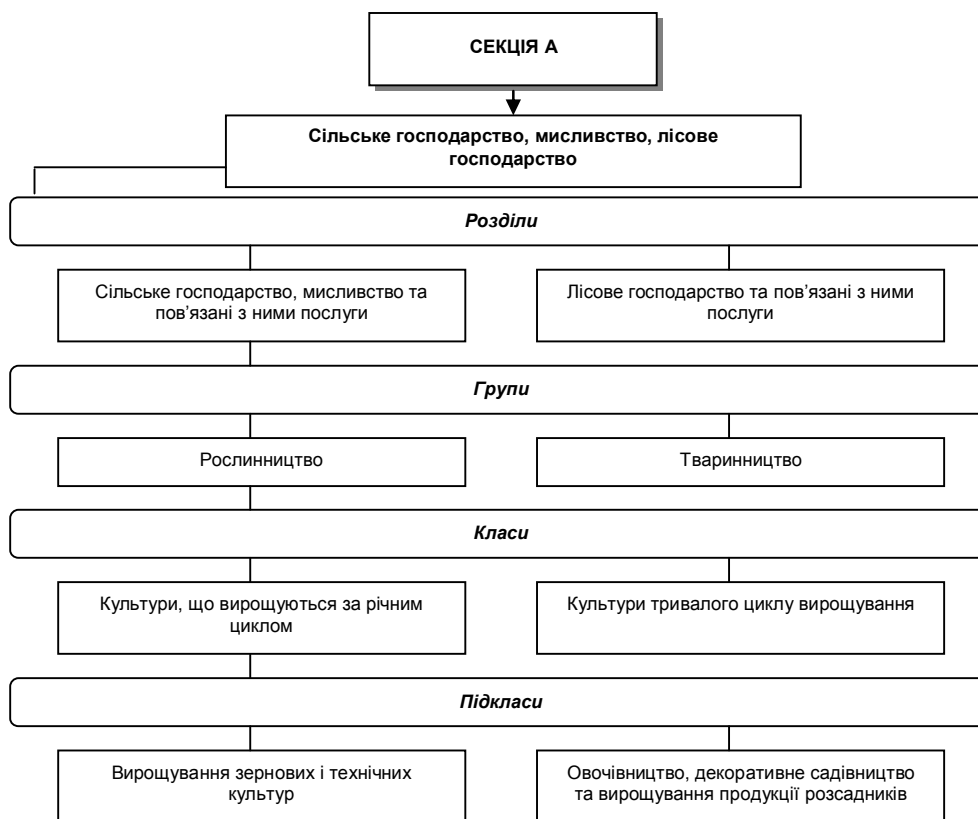 СЕКЦІЯ А
Сільське господарство, мисливство, лісове
господарство
Розділи
Сільське господарство, мисливство та
пов’язані з ними послуги
Лісове господарство та пов’язані з ними
послуги
Групи
Рослинництво
Тваринництво
Класи
Культури, що вирощуються за річним
циклом
Культури тривалого циклу вирощування
Підкласи
Вирощування зернових і технічних
культур
Овочівництво, декоративне садівництво
та вирощування продукції розсадників